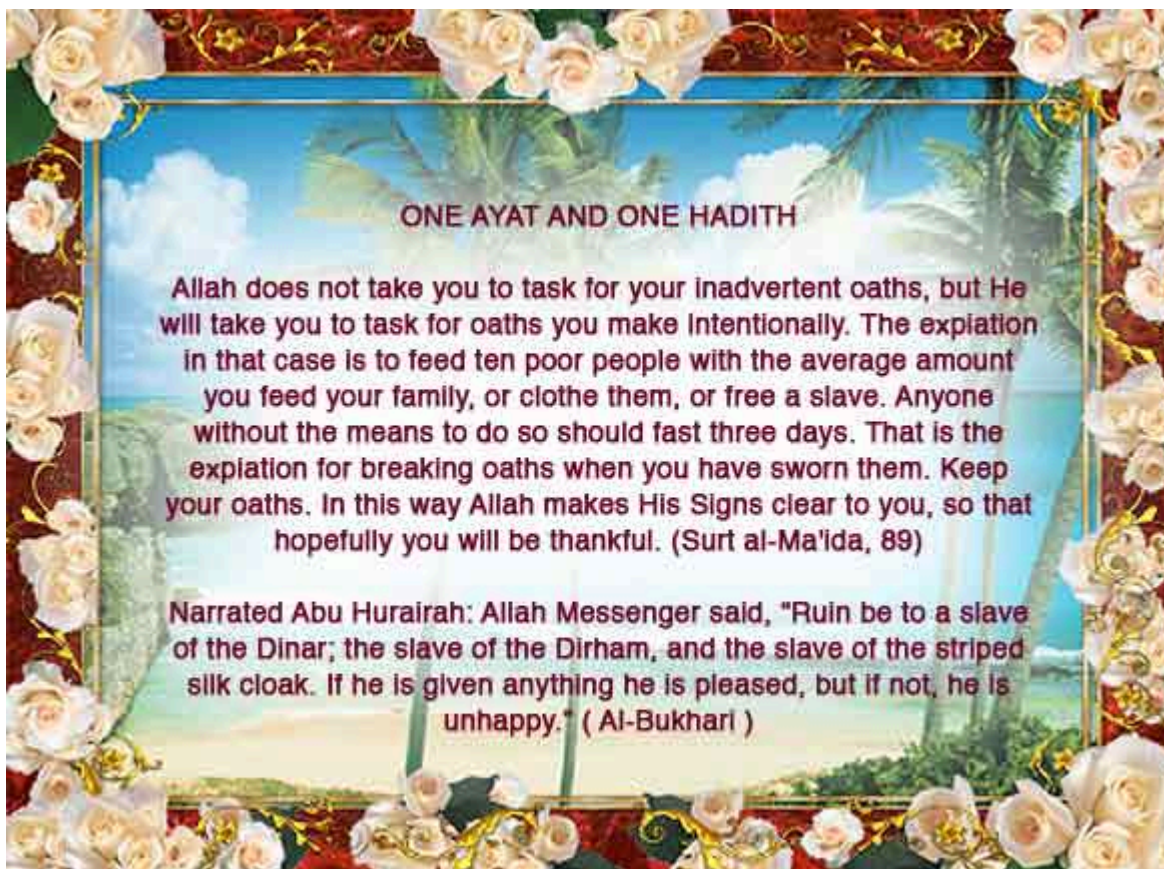 ONE AYAT AND ONE HADITH
Allah does not take you to task for your inadvertent oaths, but He
will take you to task for oaths you make intentionally. The expiation
in that case is to feed ten poor people with the average amount
you feed your family, or clothe them, or free a slave. Anyone
without the means to do so should fast three days. That is the
expiation for breaking oaths when you have sworn them. Keep
your oaths. In this way Allah makes His Signs clear to you, so that
hopefully you will be thankful. (Surt al-Ma'ida, 89)
Narrated Abu Hurairah: Allah Messenger said, "Ruin be to a slave
of the Dinar; the slave of the Dirham, and the slave of the striped
silk cloak. If he is given anything he is pleased, but if not, he is
unhappy." ( Al-Bukhari )